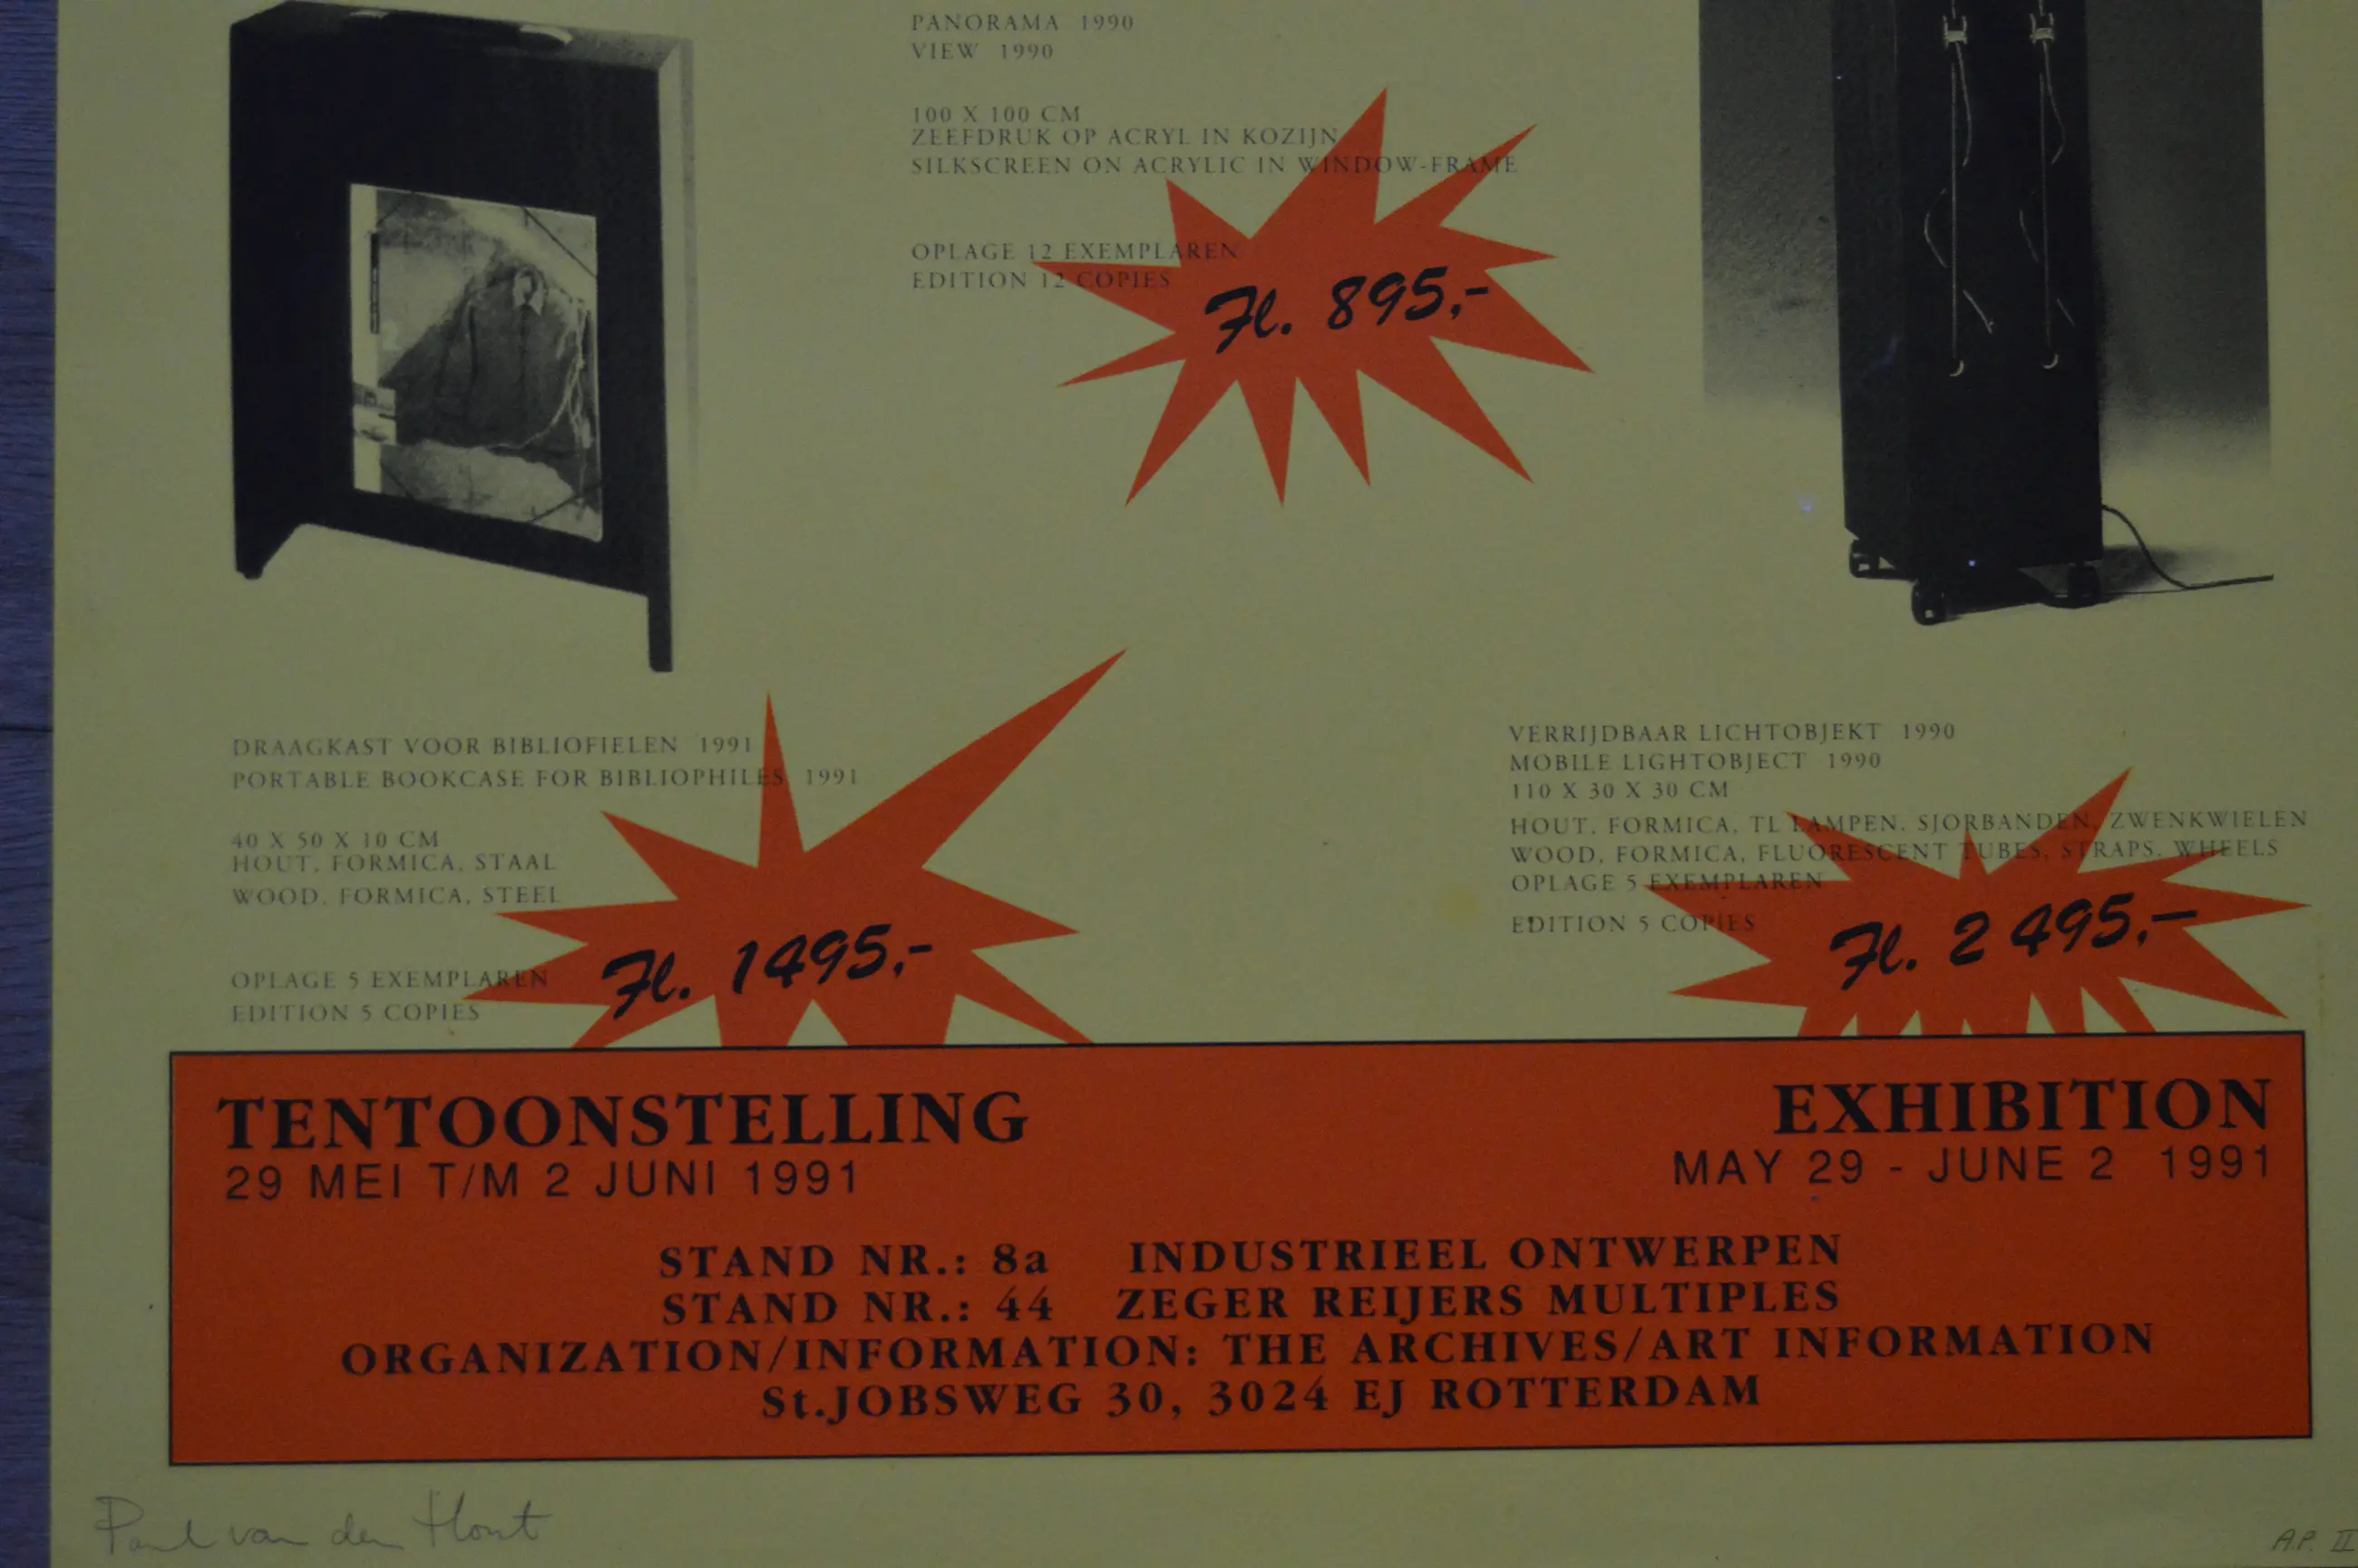 PANORAMA 1990
VIEW 1990
100 X 100 CM
ZEEFDRUK OP ACRYL IN KOZIJN
SILKSCREEN ON ACRYLIC IN WINDOW-FRAME
OPLAGE 12 EXEMPLAREN
EDITION 12 COPIES
Fl. 895,-
DRAAGKAST VOOR BIBLIOFIELEN 1991
PORTABLE BOOKCASE FOR BIBLIOPHILES 1991
40 X 50 X 10 CM
HOUT, FORMICA, STAAL
WOOD, FORMICA, STEEL
OPLAGE 5 EXEMPLAREN
EDITION 5 COPIES
Fl. 1495,-
VERRIJDBAAR LICHTOBJEKT 1990
MOBILE LIGHTOBJECT 1990
110 X 30 X 30 CM
HOUT, FORMICA, TL LAMPEN, SJORBANDEN, ZWENKWIELEN
WOOD, FORMICA, FLUORESCENT TUBES, STRAPS, WHEELS
OPLAGE 5 EXEMPLAREN
EDITION 5 COPIES
Fl. 2495,-
TENTOONSTELLING
29 MEI T/M 2 JUNI 1991
EXHIBITION
MAY 29 - JUNE 2 1991
STAND NR.: 8a INDUSTRIEEL ONTWERPEN
STAND NR.: 44 ZEGER REIJERS MULTIPLES
ORGANIZATION/INFORMATION: THE ARCHIVES/ART INFORMATION
St.JOBSWEG 30, 3024 EJ ROTTERDAM
Paul van den Hout
A.P. II